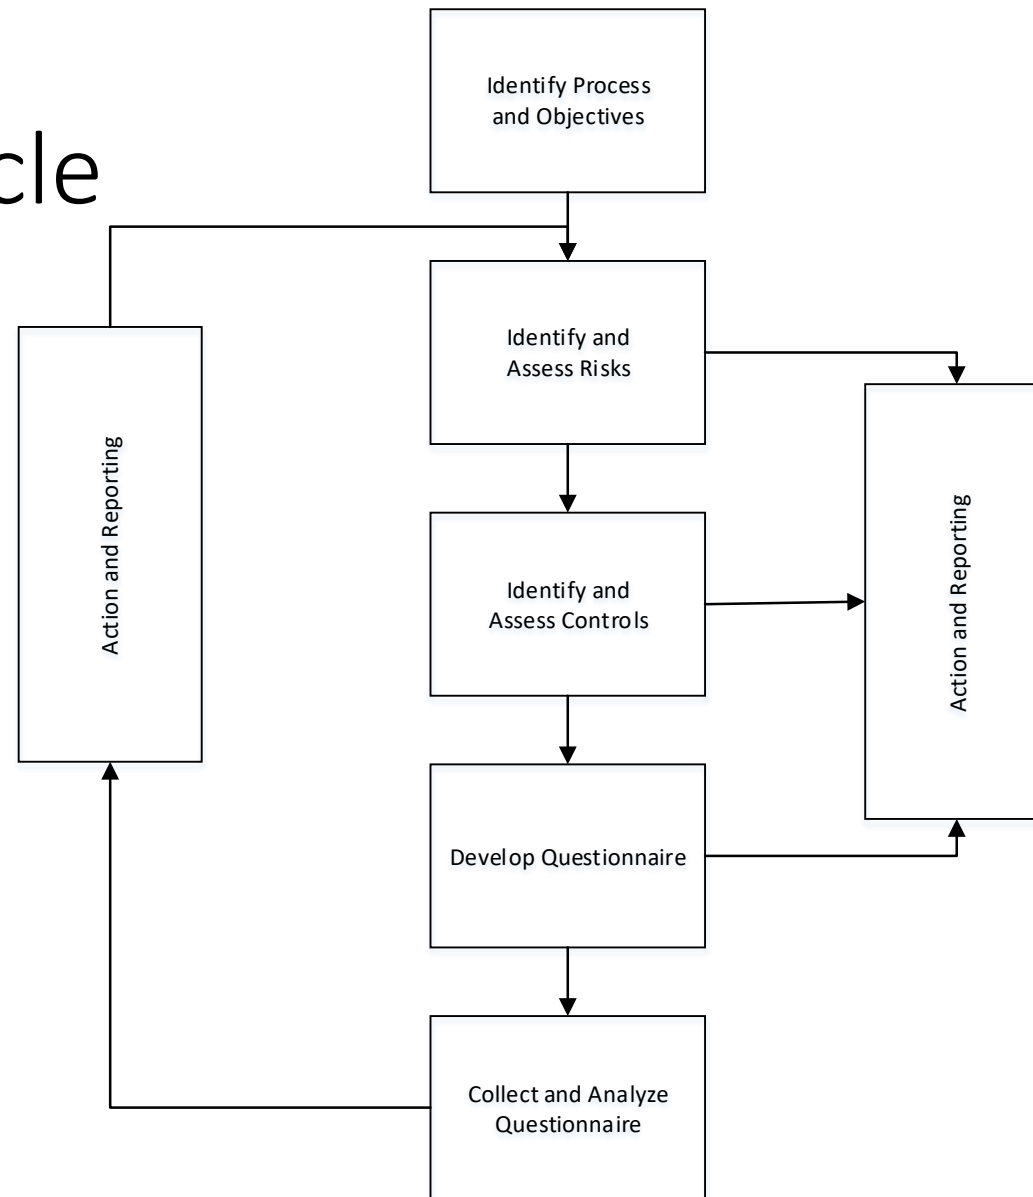 cle
Identify Process
and Objectives
Identify and
Assess Risks
Action and Reporting
Identify and
Assess Controls
Action and Reporting
Develop Questionnaire
Collect and Analyze
Questionnaire